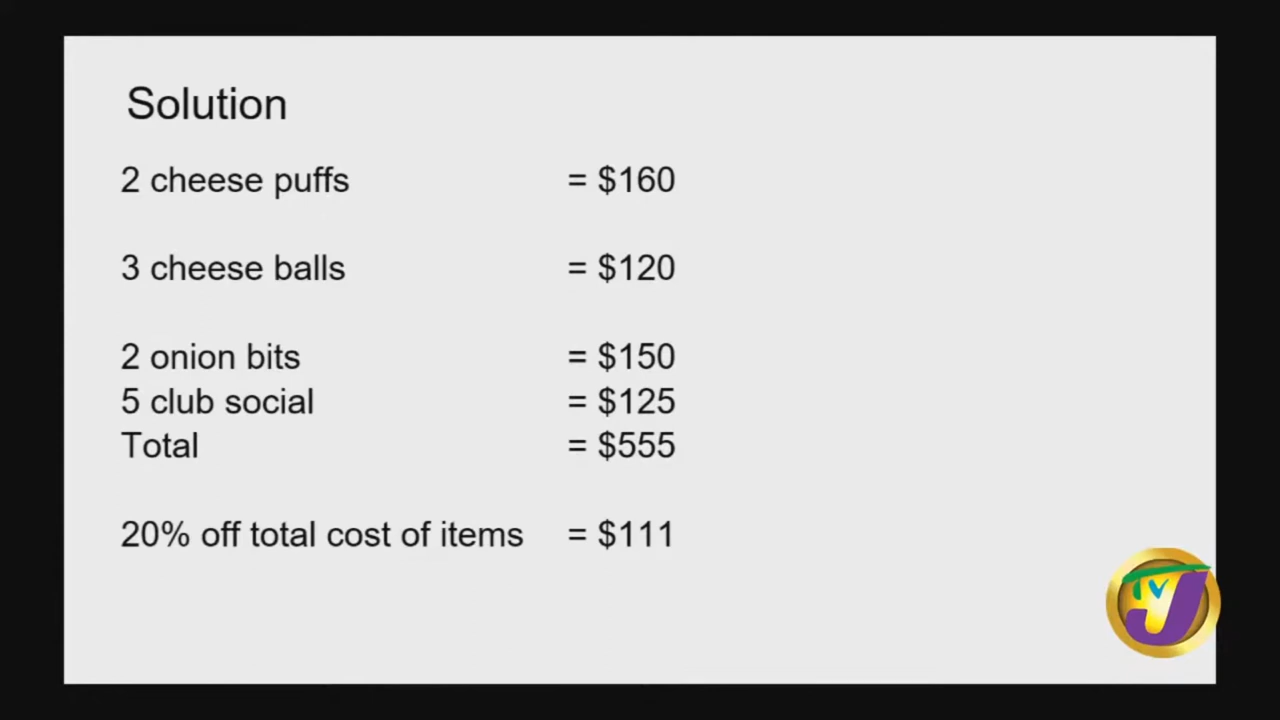 Solution
2 cheese puffs = $160
3 cheese balls = $120
2 onion bits = $150
5 club social = $125
Total = $555
20% off total cost of items = $111
TVJ